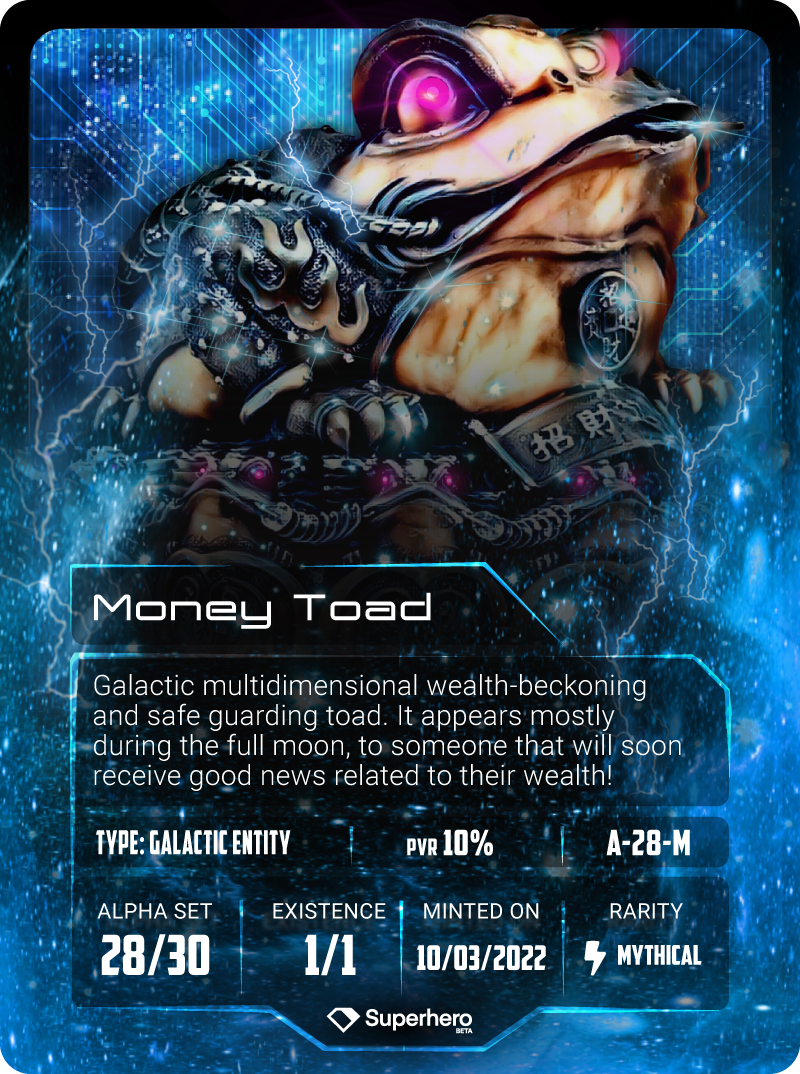 招財
Money Toad
Galactic multidimensional wealth-beckoning
and safe guarding toad. It appears mostly
during the full moon, to someone that will soon
receive good news related to their wealth!
TYPE: GALACTIC ENTITY PVR 10% A-28-M
ALPHA SET EXISTENCE MINTED ON RARITY
28/30 1/1 10/03/2022 MYTHICAL
Superhero
BETA